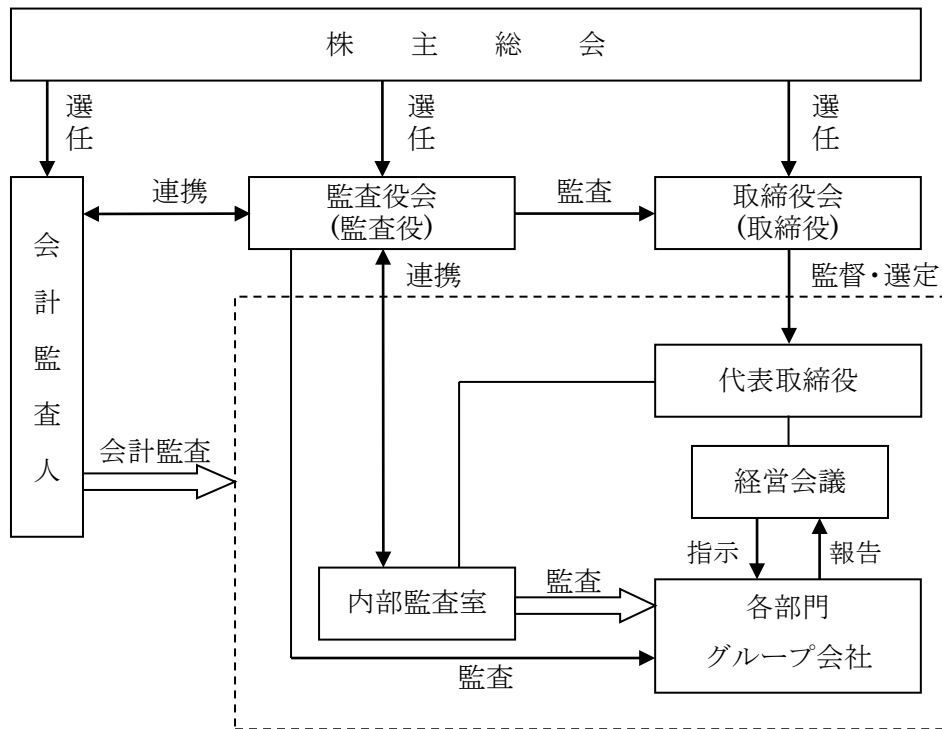 株主総会
選任
選任
選任
会計監査人
連携
監査役会
(監査役)
監査
取締役会
(取締役)
連携
監督・選定
代表取締役
会計監査
経営会議
指示
報告
内部監査室
監査
各部門
グループ会社
監査